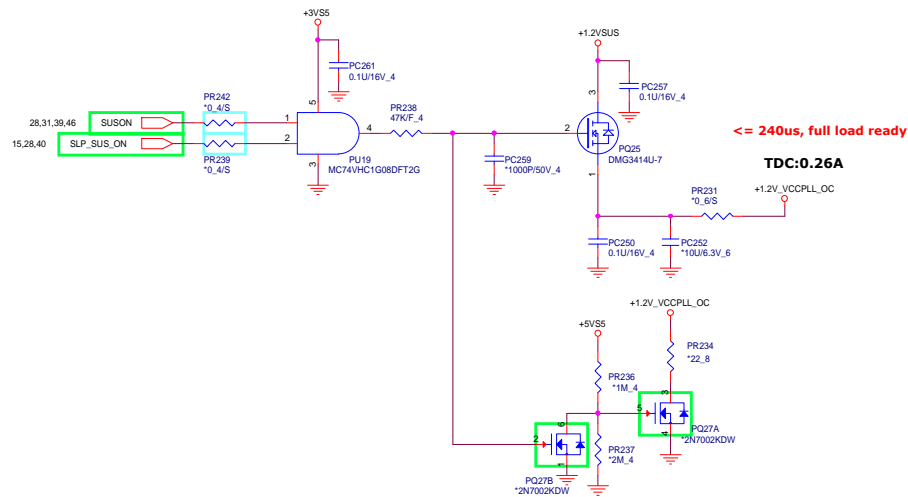 +3VS5
+1.2VSUS
PC261
0.1U/16V_4
PC257
0.1U/16V_4
PR242
*0_4/S
PR238
47K/F_4
28,31,39,46
SUSON
15,28,40
SLP_SUS_ON
5
1
2
4
3
PR239
*0_4/S
PU19
MC74VHC1G08DFT2G
3
2
1
PQ25
DMG3414U-7
<= 240us, full load ready
TDC:0.26A
PC259
*1000P/50V_4
PR231
*0_6/S
+1.2V_VCCPLL_OC
PC250
0.1U/16V_4
PC252
*10U/6.3V_6
+1.2V_VCCPLL_OC
+5VS5
PR234
*22_8
PR236
*1M_4
3
5
4
PQ27A
*2N7002KDW
6
2
1
PR237
*2M_4
PQ27B
*2N7002KDW